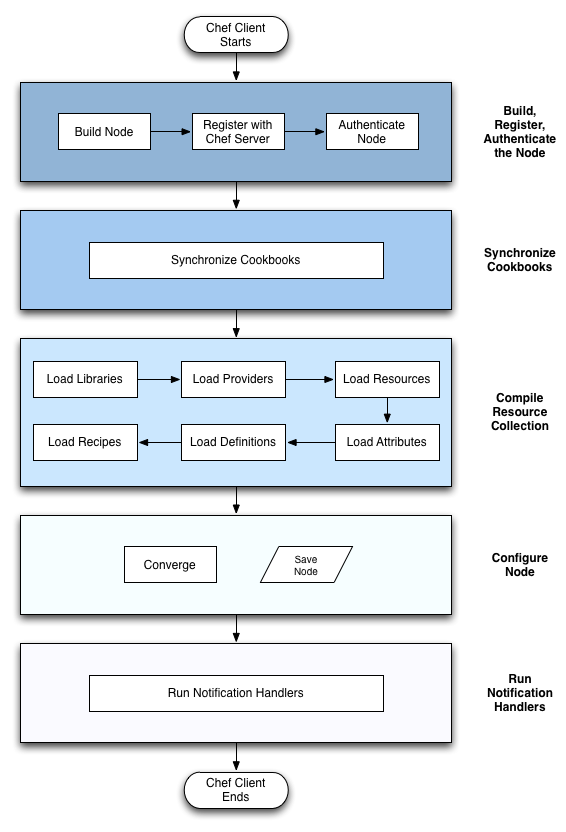 Chef Client
Starts
Build Node
Register with
Chef Server
Authenticate
Node
Build,
Register,
Authenticate
the Node
Synchronize Cookbooks
Synchronize
Cookbooks
Load Libraries
Load Providers
Load Resources
Load Recipes
Load Definitions
Load Attributes
Compile
Resource
Collection
Converge
Save
Node
Configure
Node
Run Notification Handlers
Run
Notification
Handlers
Chef Client
Ends